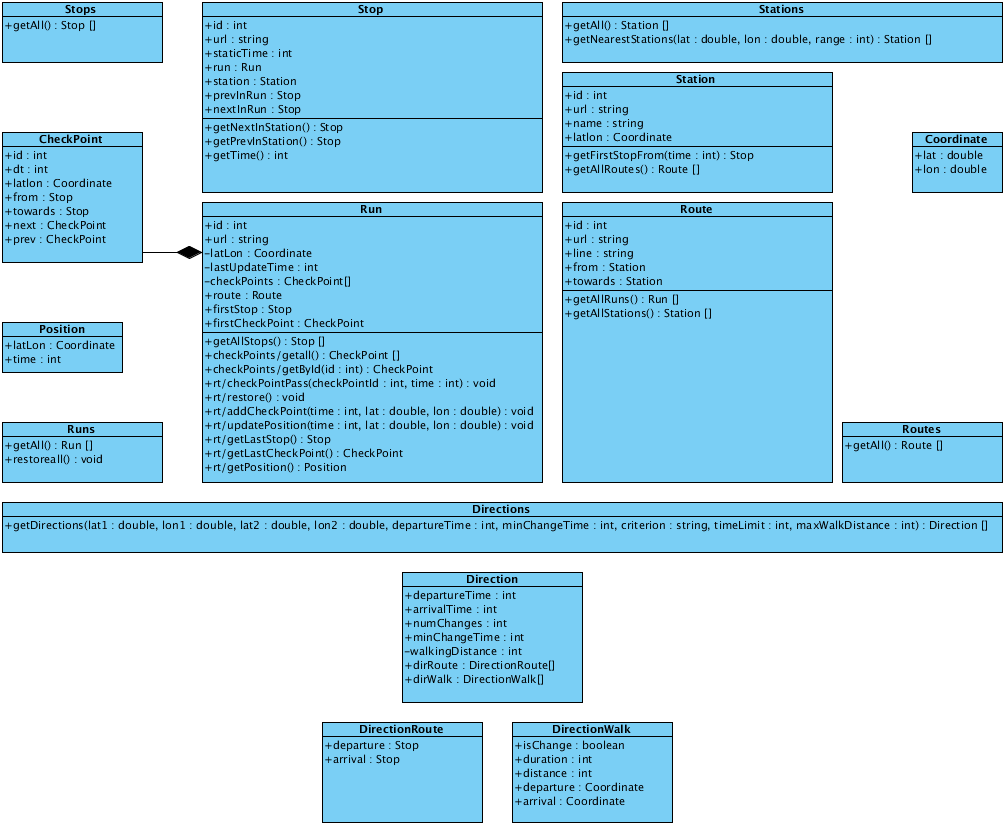 Stops
+getAll() : Stop []
Stop
+id : int
+url : string
+staticTime : int
+run : Run
+station : Station
+prevInRun : Stop
+nextInRun : Stop
+getNextInStation() : Stop
+getPrevInStation() : Stop
+getTime() : int
Stations
+getAll() : Station []
+getNearestStations(lat : double, lon : double, range : int) : Station []
Station
+id : int
+url : string
+name : string
+latlon : Coordinate
+getFirstStopFrom(time : int) : Stop
+getAllRoutes() : Route []
Coordinate
+lat : double
+lon : double
CheckPoint
+id : int
+dt : int
+latlon : Coordinate
+from : Stop
+towards : Stop
+next : CheckPoint
+prev : CheckPoint
Run
+id : int
+url : string
-latLon : Coordinate
-lastUpdateTime : int
-checkPoints : CheckPoint[]
+route : Route
+firstStop : Stop
+firstCheckPoint : CheckPoint
+getAllStops() : Stop []
+checkPoints/getall() : CheckPoint []
+checkPoints/getById(id : int) : CheckPoint
+rt/checkPointPass(checkPointId : int, time : int) : void
+rt/restore() : void
+rt/addCheckPoint(time : int, lat : double, lon : double) : void
+rt/updatePosition(time : int, lat : double, lon : double) : void
+rt/getLastStop() : Stop
+rt/getLastCheckPoint() : CheckPoint
+rt/getPosition() : Position
Route
+id : int
+url : string
+line : string
+from : Station
+towards : Station
+getAllRuns() : Run []
+getAllStations() : Station []
Position
+latLon : Coordinate
+time : int
Runs
+getAll() : Run []
+restoreall() : void
Routes
+getAll() : Route []
Directions
+getDirections(lat1 : double, lon1 : double, lat2 : double, lon2 : double, departureTime : int, minChangeTime : int, criterion : string, timeLimit : int, maxWalkDistance : int) : Direction []
Direction
+departureTime : int
+arrivalTime : int
+numChanges : int
+minChangeTime : int
-walkingDistance : int
+dirRoute : DirectionRoute[]
+dirWalk : DirectionWalk[]
DirectionRoute
+departure : Stop
+arrival : Stop
DirectionWalk
+isChange : boolean
+duration : int
+distance : int
+departure : Coordinate
+arrival : Coordinate